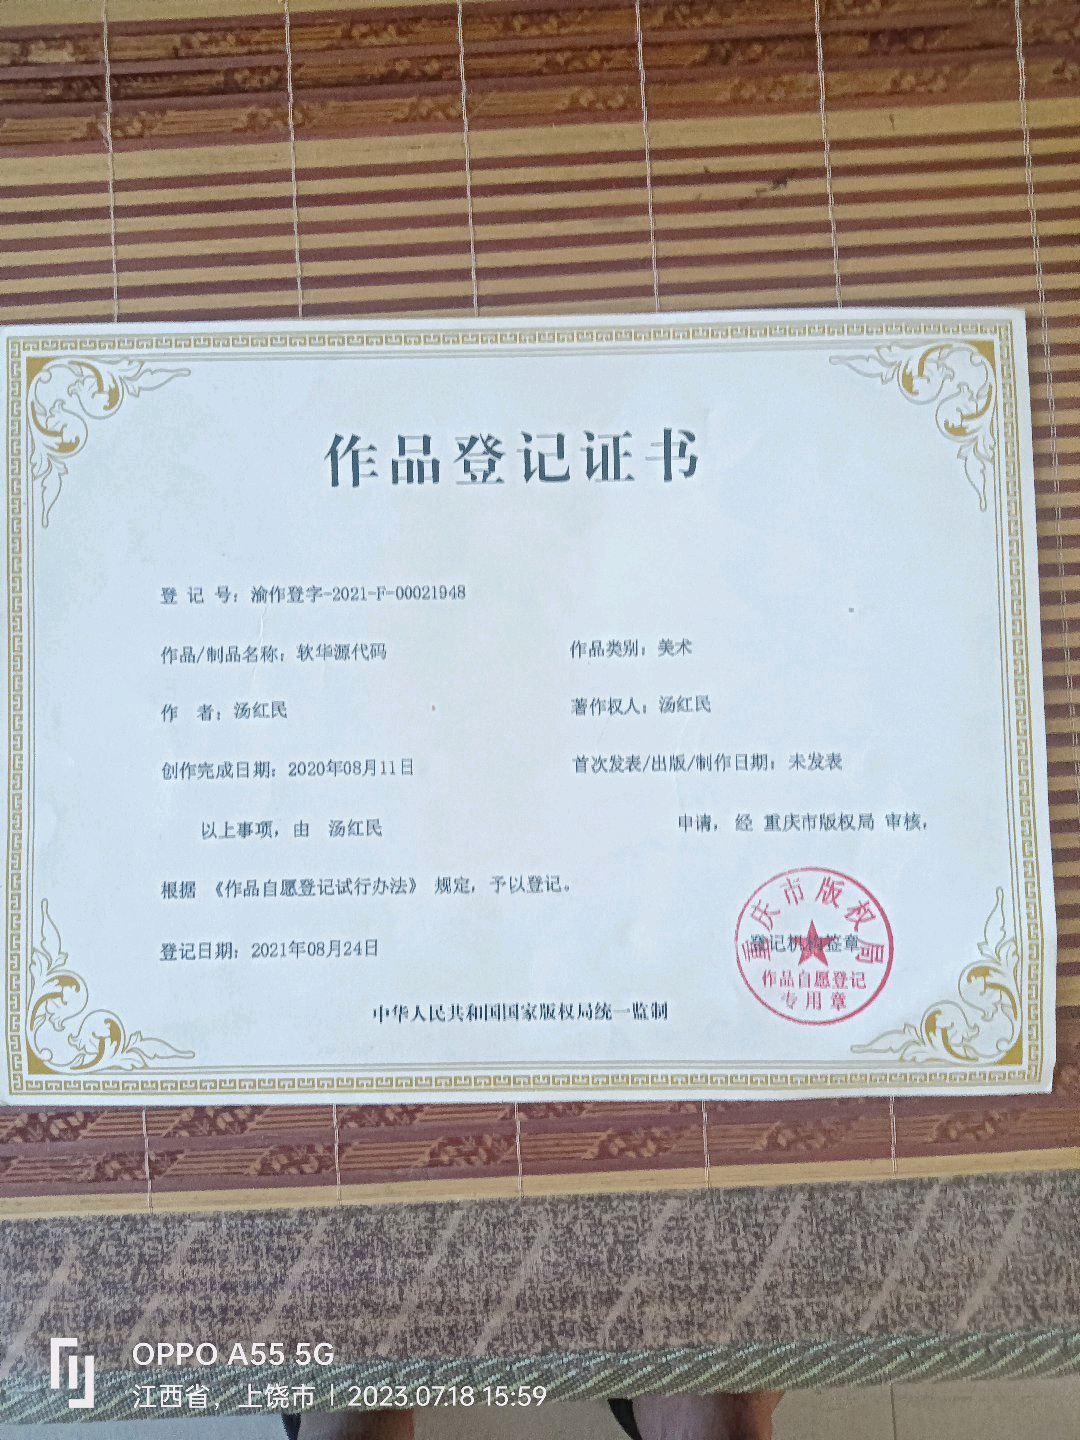 作品登记证书
登 记 号：渝作登字-2021-F-00021948
作品/制品名称：软华源代码 作品类别：美术
作 者：汤红民 著作权人：汤红民
创作完成日期：2020年08月11日 首次发表/出版/制作日期：未发表
以上事项，由 汤红民 申请，经 重庆市版权局 审核，
根据 《作品自愿登记试行办法》 规定，予以登记。
登记日期：2021年08月24日
登记机构签章
重庆市版权局
作品自愿登记
专用章
中华人民共和国国家版权局统一监制
OPPO A55 5G
江西省，上饶市 | 2023.07.18 15:59